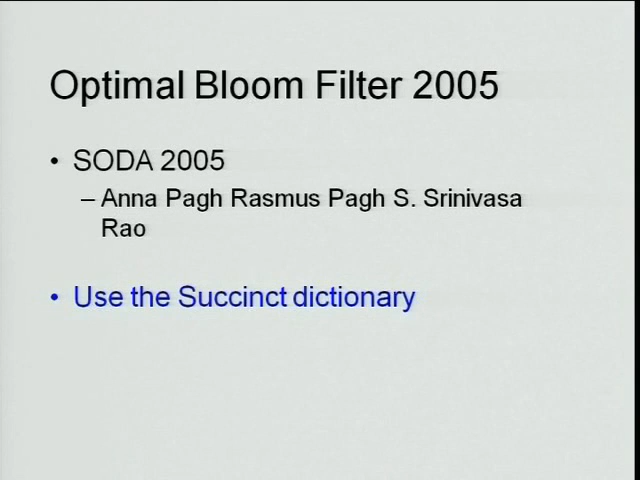 Optimal Bloom Filter 2005
• SODA 2005
– Anna Pagh Rasmus Pagh S. Srinivasa
Rao
• Use the Succinct dictionary